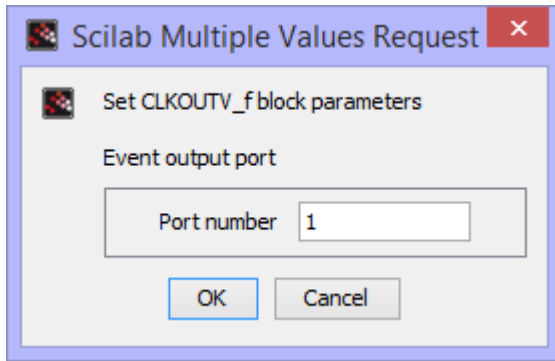 Scilab Multiple Values Request
Set CLKOUTV_f block parameters
Event output port
Port number 1
OK Cancel